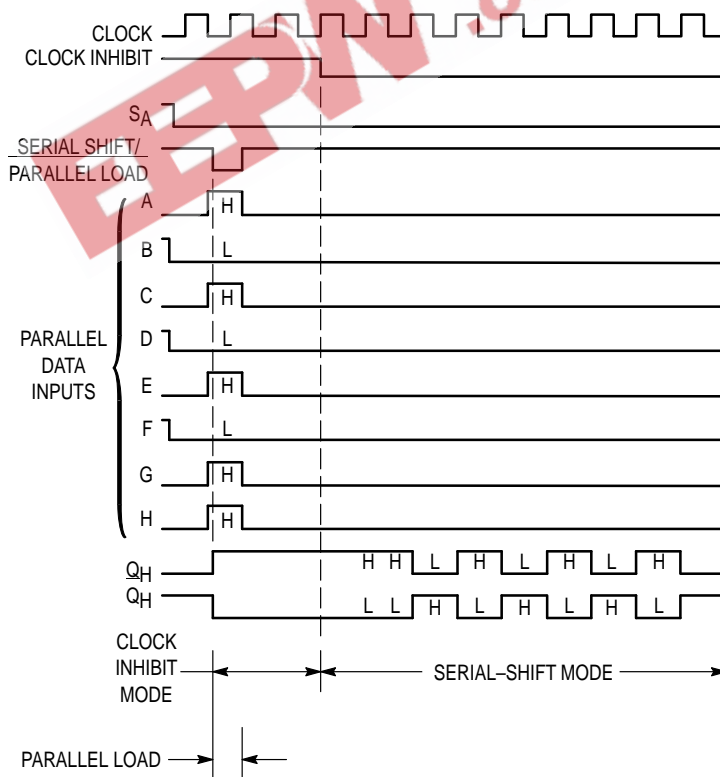 CLOCK
CLOCK INHIBIT
SA
SERIAL SHIFT/
PARALLEL LOAD
A H
B L
C H
D L
E H
F L
G H
H H
PARALLEL
DATA
INPUTS
QH H H L H L H L H
QH L L H L H L H L
CLOCK
INHIBIT
MODE
SERIAL–SHIFT MODE
PARALLEL LOAD
EEPW